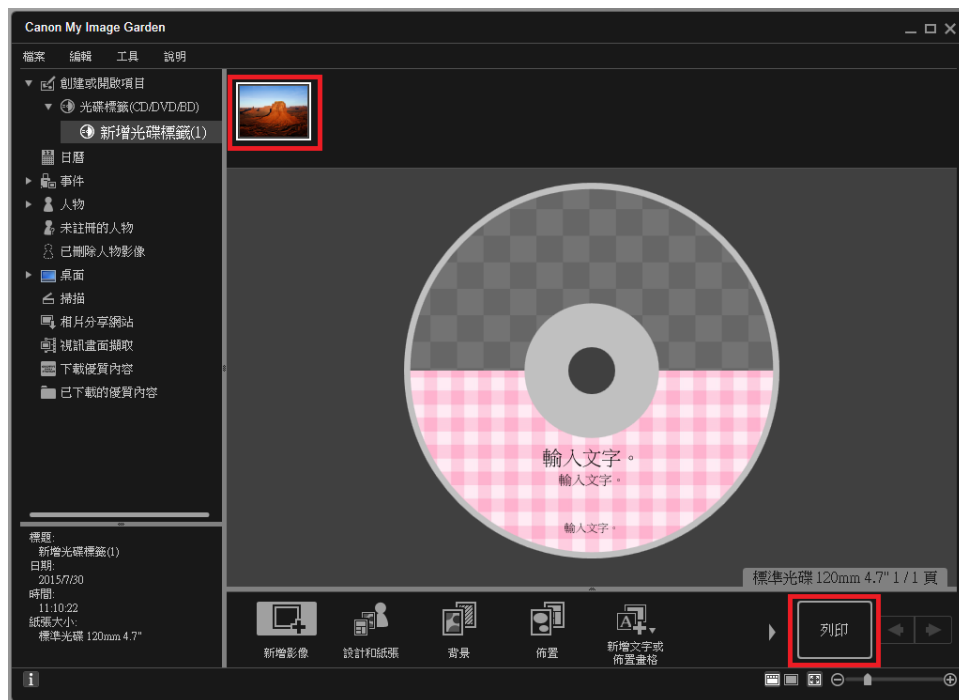 Canon My Image Garden
檔案 編輯 工具 說明
創建或開啟項目
光碟標籤(CD/DVD/BD)
新增光碟標籤(1)
日曆
事件
人物
未註冊的人物
已刪除人物影像
桌面
掃描
相片分享網站
視訊畫面擷取
下載優質內容
已下載的優質內容
輸入文字。
輸入文字。
輸入文字。
標題:
新增光碟標籤(1)
日期:
2015/7/30
時間:
11:10:22
紙張大小:
標準光碟 120mm 4.7"
標準光碟 120mm 4.7" 1 / 1 頁
新增影像
設計和紙張
背景
佈置
新增文字或
佈置畫格
列印